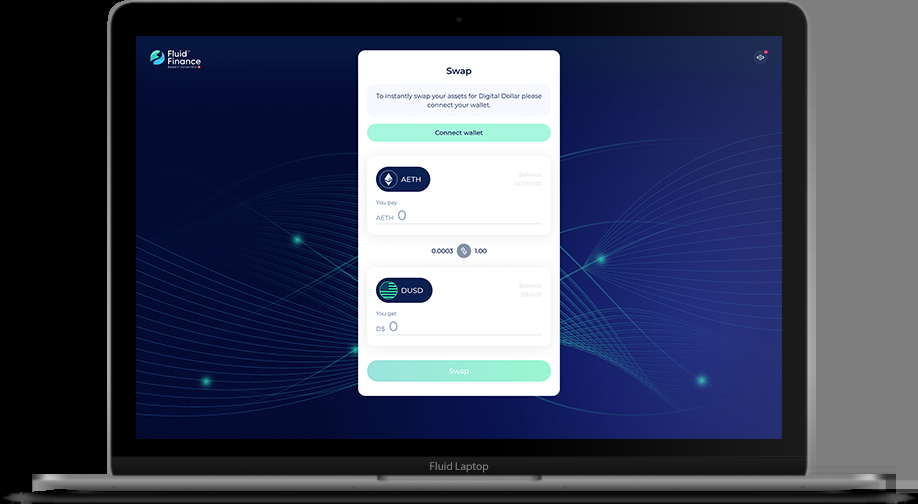 Fluid™
Finance
Swap
To instantly swap your assets for Digital Dollar please
connect your wallet.
Connect wallet
AETH
Balance
AETH 0.00
You pay
AETH 0
0.0003 1.00
DUSD
Balance
D$ 0.00
You get
D$ 0
Swap
Fluid Laptop